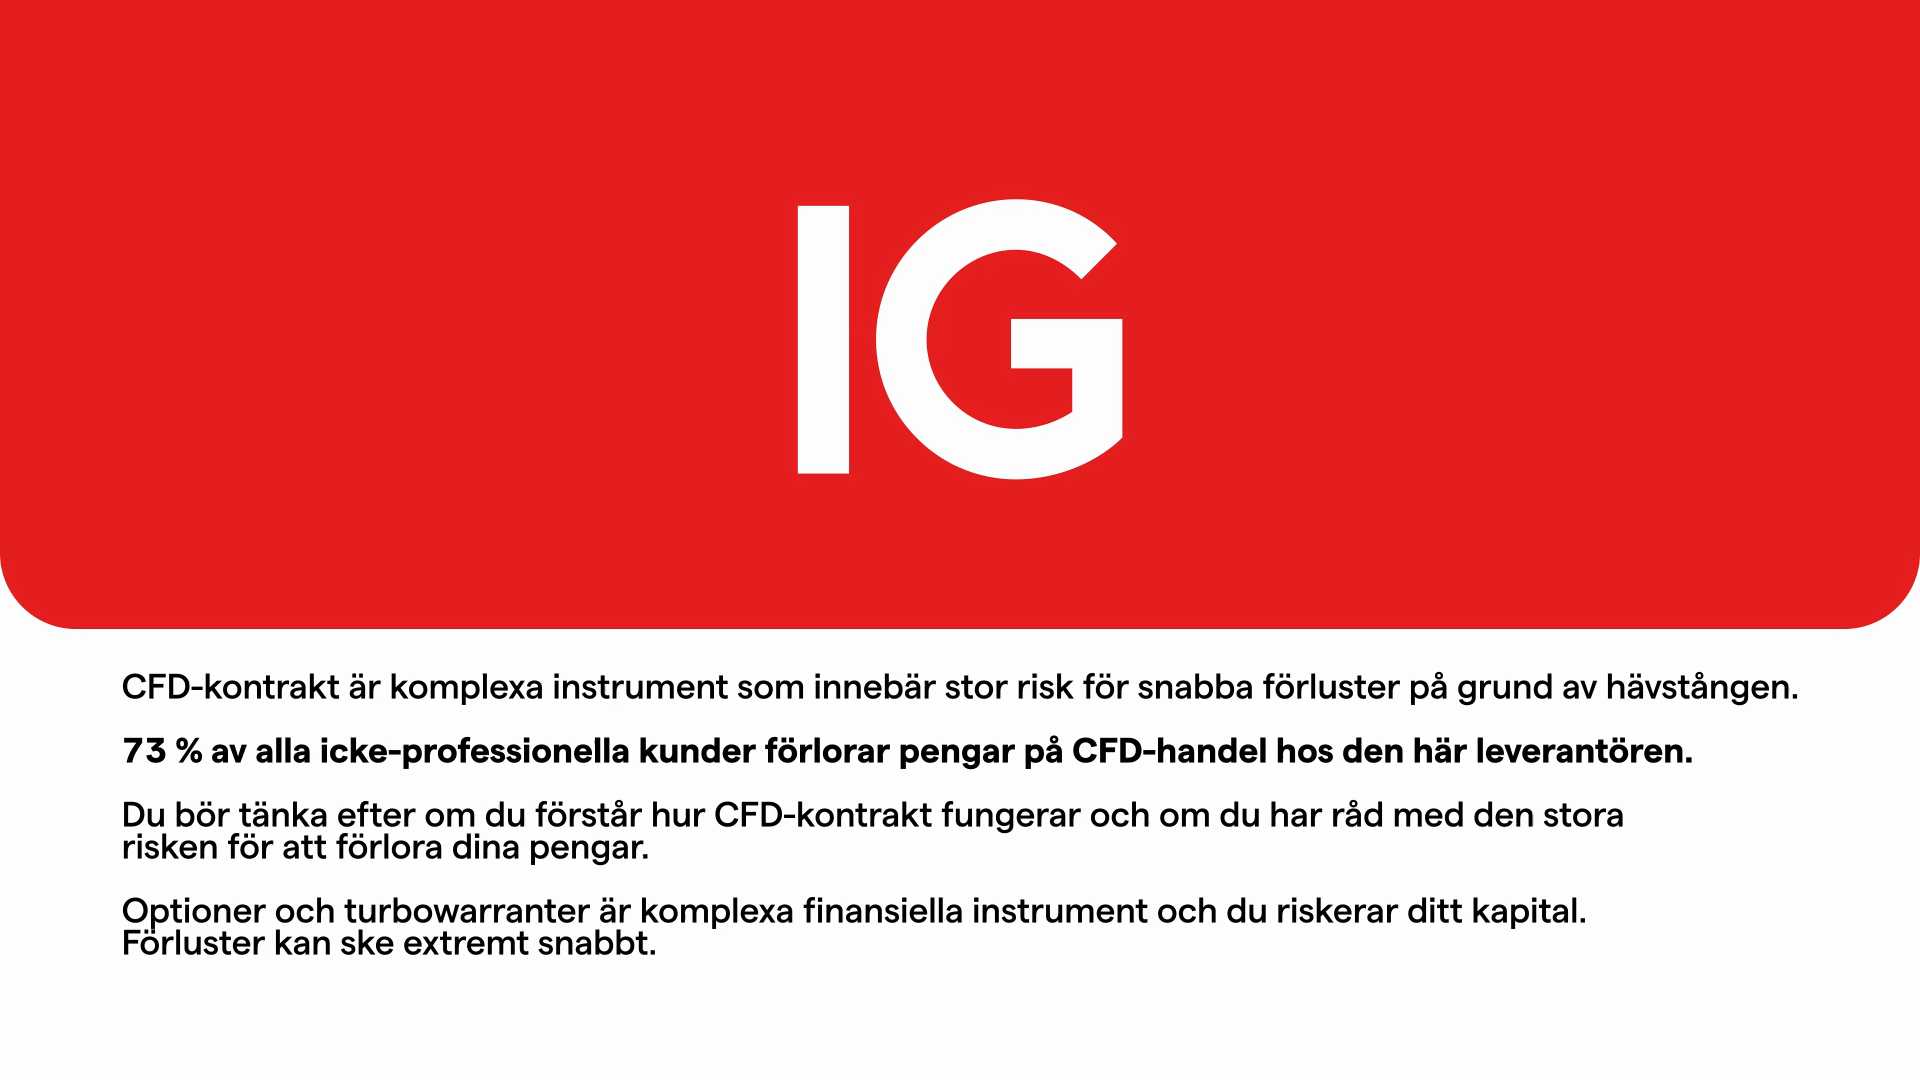 IG
CFD-kontrakt är komplexa instrument som innebär stor risk för snabba förluster på grund av hävstången.
73 % av alla icke-professionella kunder förlorar pengar på CFD-handel hos den här leverantören.
Du bör tänka efter om du förstår hur CFD-kontrakt fungerar och om du har råd med den stora
risken för att förlora dina pengar.
Optioner och turbowarranter är komplexa finansiella instrument och du riskerar ditt kapital.
Förluster kan ske extremt snabbt.